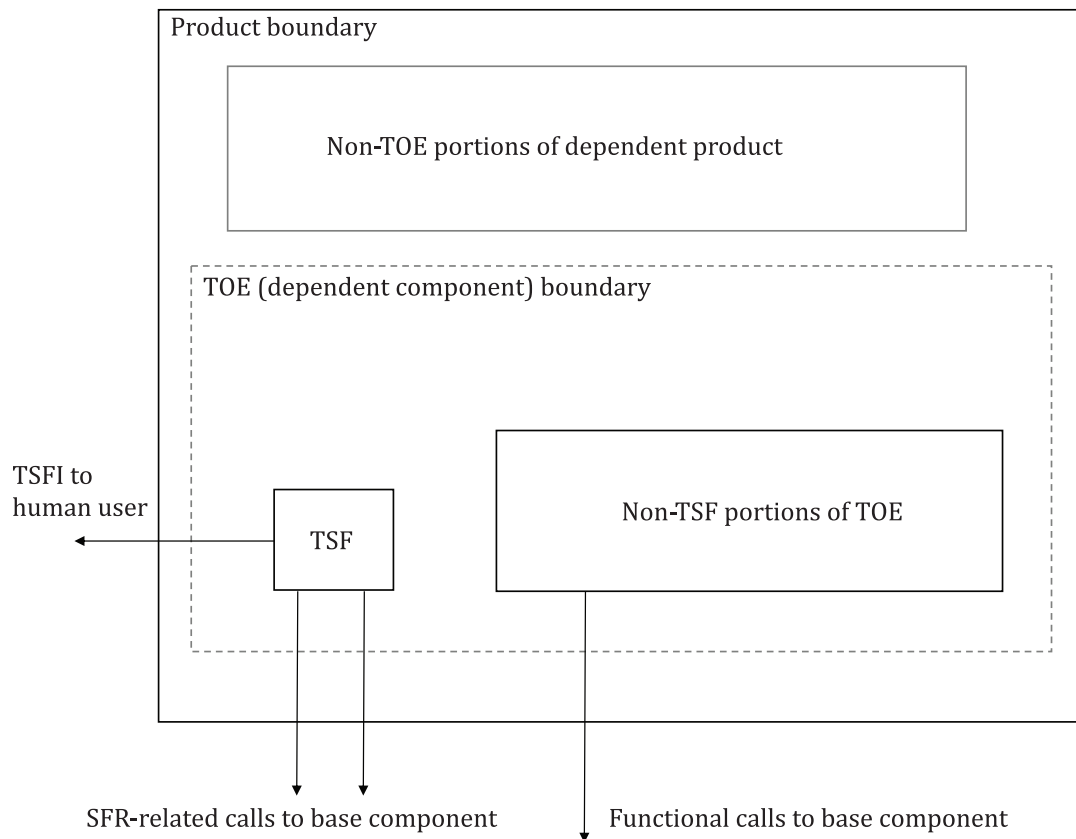 Product boundary
Non-TOE portions of dependent product
TOE (dependent component) boundary
TSFI to
human user
TSF
Non-TSF portions of TOE
SFR-related calls to base component
Functional calls to base component